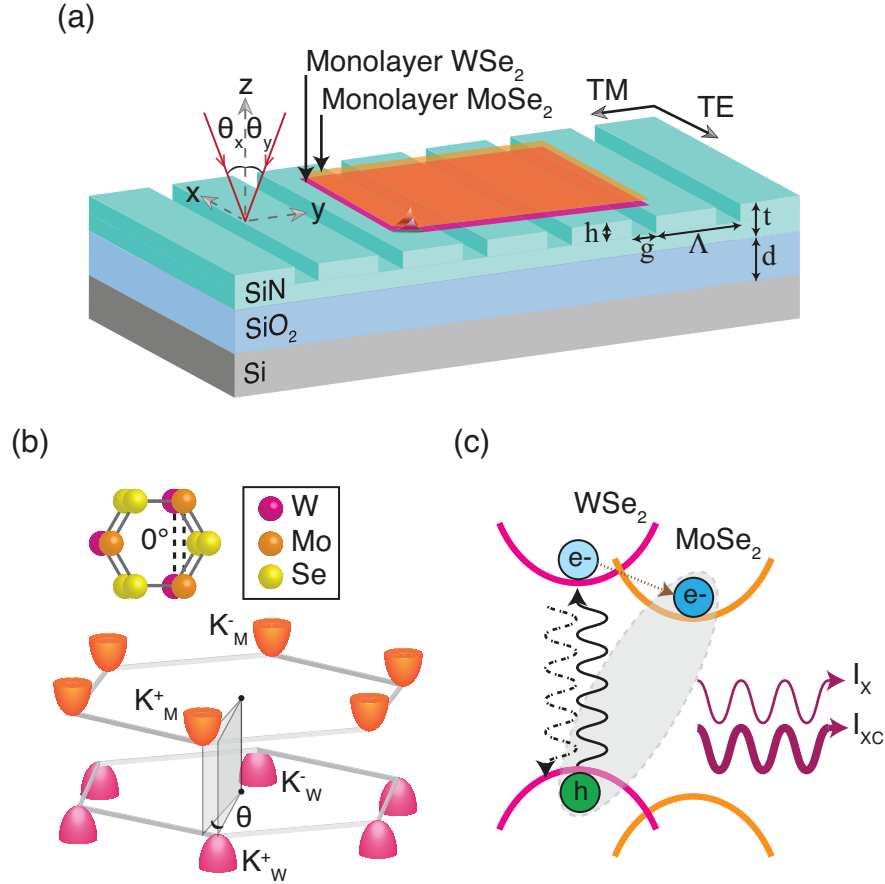 (a)
Monolayer WSe₂
Monolayer MoSe₂
TM
TE
z
θx θy
x
y
h
g
Λ
t
d
SiN
SiO₂
Si
(b)
0°
W
Mo
Se
K⁻M
K⁺M
K⁻W
θ
K⁺W
(c)
WSe₂
MoSe₂
e-
e-
h
IX
IXC